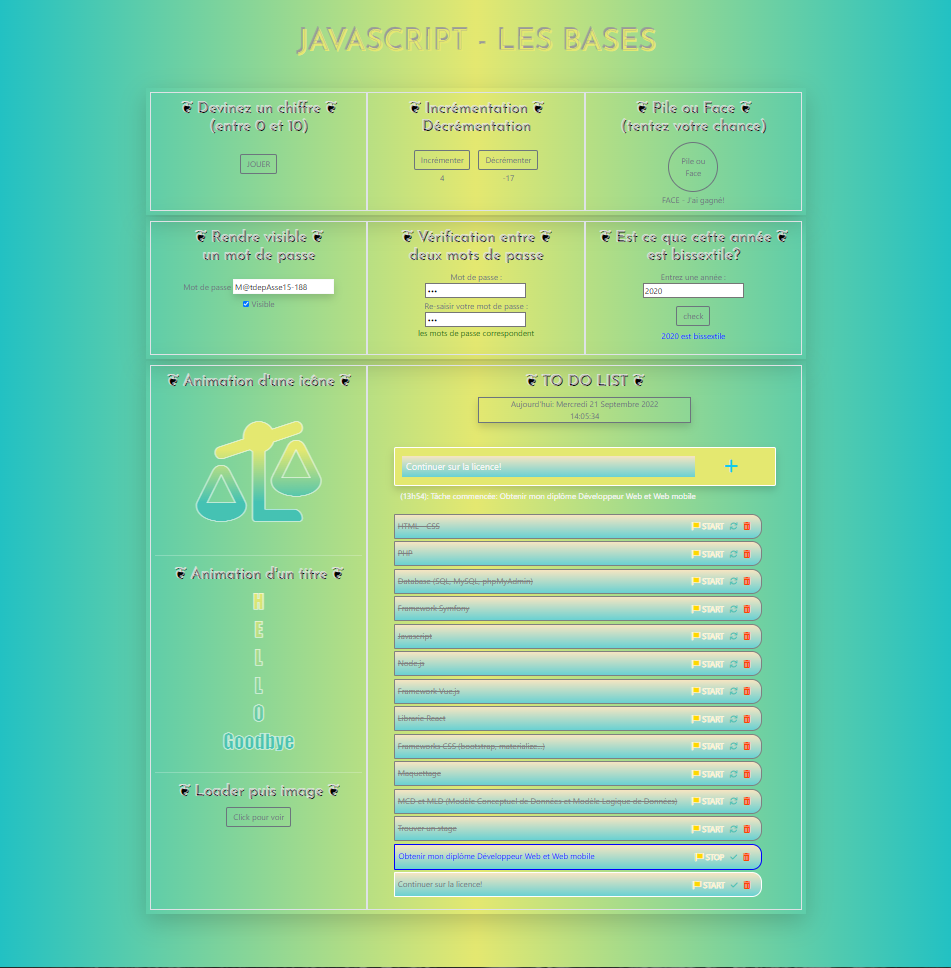 JAVASCRIPT - LES BASES
❦ Devinez un chiffre ❦
(entre 0 et 10)
JOUER
❦ Incrémentation ❦
Décrémentation
Incrémenter
Décrémenter
4
-17
❦ Pile ou Face ❦
(tentez votre chance)
Pile ou
Face
FACE - J'ai gagné!
❦ Rendre visible ❦
un mot de passe
Mot de passe M@tdepAsse15-188
Visible
❦ Vérification entre ❦
deux mots de passe
Mot de passe :
•••
Re-saisir votre mot de passe :
•••
les mots de passe correspondent
❦ Est ce que cette année ❦
est bissextile?
Entrez une année :
2020
check
2020 est bissextile
❦ Animation d'une icône ❦
❦ Animation d'un titre ❦
H
E
L
L
O
Goodbye
❦ Loader puis image ❦
Click pour voir
❦ TO DO LIST ❦
Aujourd'hui: Mercredi 21 Septembre 2022
14:05:34
Continuer sur la licence! +
(13h54): Tâche commencée: Obtenir mon diplôme Développeur Web et Web mobile
HTML - CSS START
PHP START
Database (SQL, MySQL, phpMyAdmin) START
Framework Symfony START
Javascript START
Node.js START
Framework Vue.js START
Librarie React START
Frameworks CSS (bootstrap, materialize...) START
Maquettage START
MCD et MLD (Modèle Conceptuel de Données et Modèle Logique de Données) START
Trouver un stage START
Obtenir mon diplôme Développeur Web et Web mobile STOP
Continuer sur la licence! START